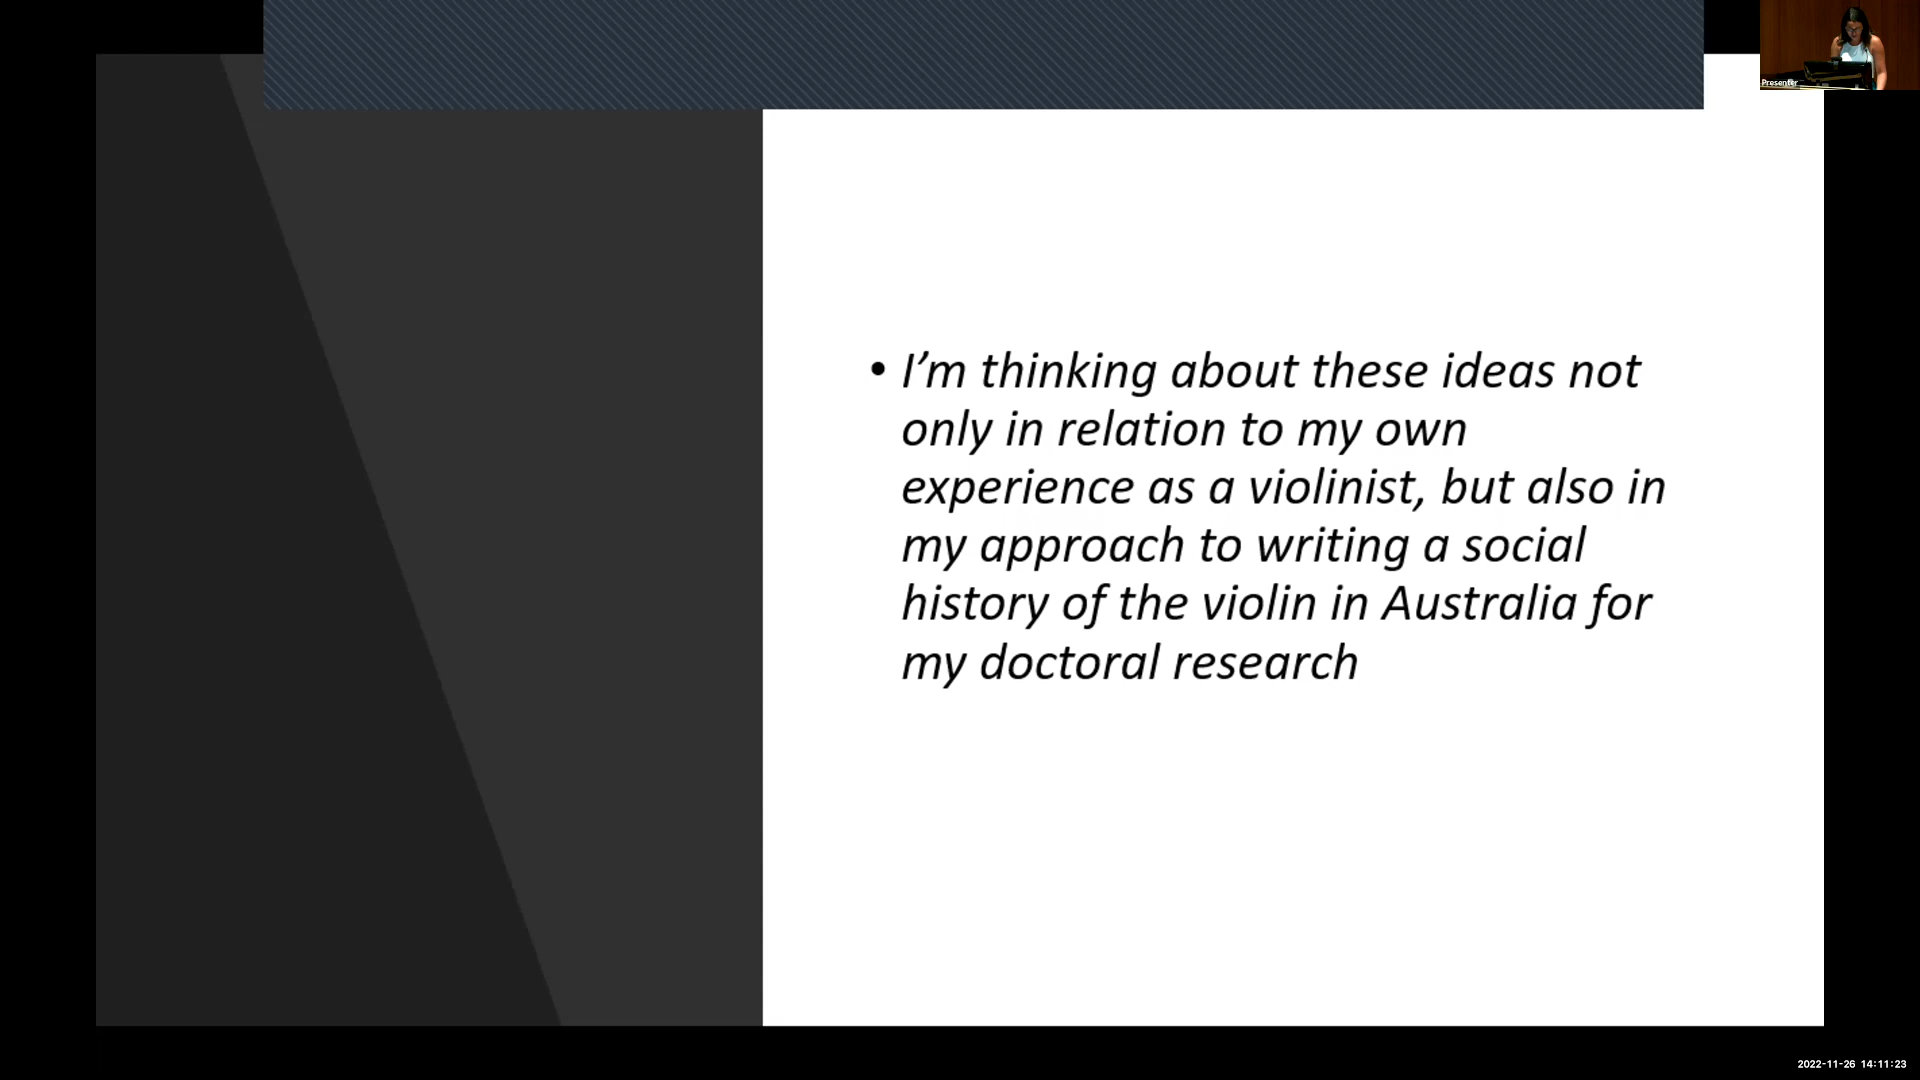 Presenter
• I’m thinking about these ideas not
only in relation to my own
experience as a violinist, but also in
my approach to writing a social
history of the violin in Australia for
my doctoral research
2022-11-26 14:11:23